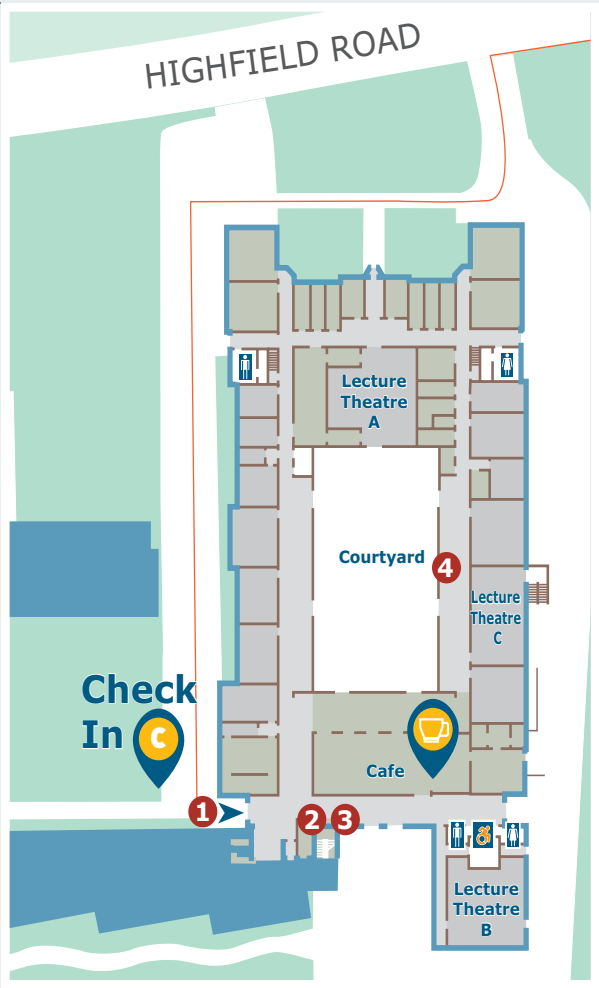 HIGHFIELD ROAD
Lecture
Theatre
A
Courtyard
4
Lecture
Theatre
C
Check
In
C
Cafe
1
2
3
Lecture
Theatre
B